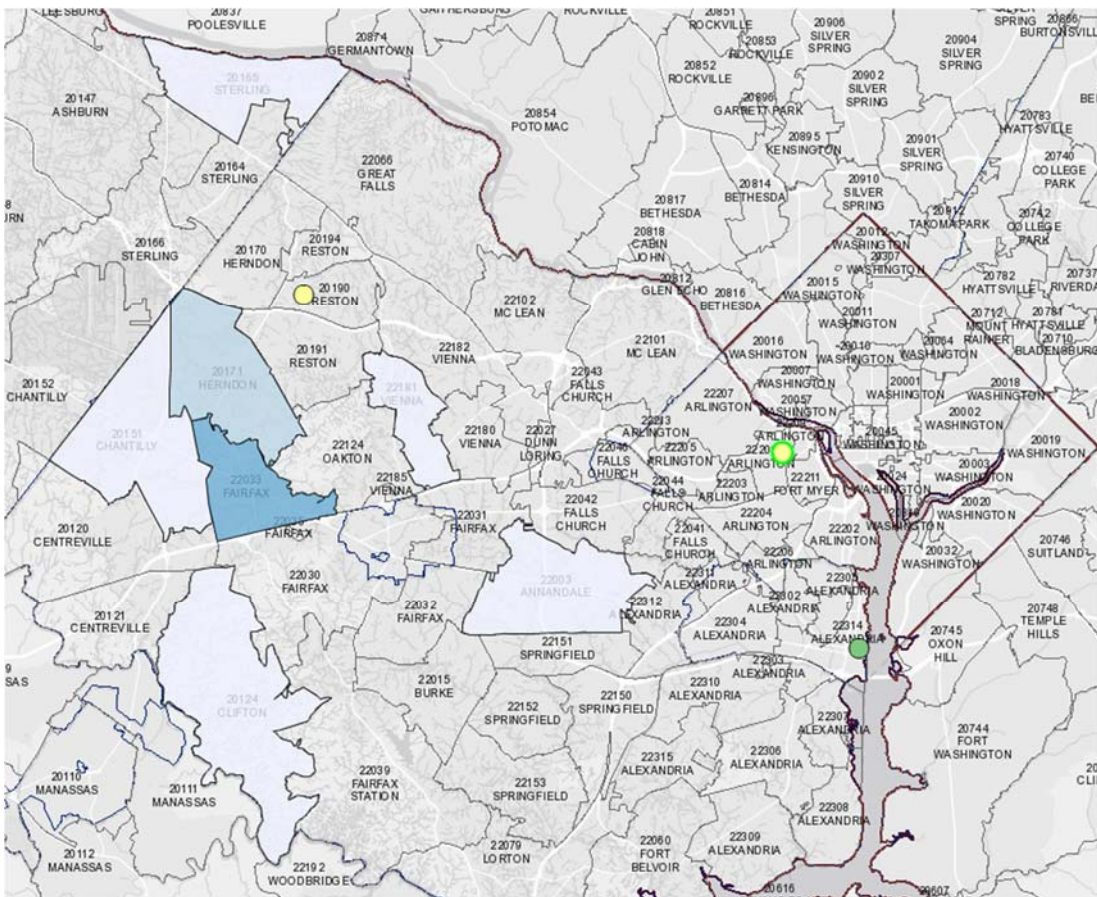 LEESBURG
20837
POOLESVILLE
GAITHERSBURG
ROCKVILLE
20851
ROCKVILLE
20906
SILVER
SPRING
SILVER
SPRING
20866
BURTONSVILLE
20874
GERMANTOWN
20853
ROCKVILLE
20904
SILVER
SPRING
20165
STERLING
20852
ROCKVILLE
20902
SILVER
SPRING
20147
ASHBURN
20854
POTOMAC
20896
GARRETT PARK
20783
HYATTSVILLE
20895
KENSINGTON
20901
SILVER
SPRING
20740
COLLEGE
PARK
20164
STERLING
22066
GREAT
FALLS
20817
BETHESDA
20814
BETHESDA
20910
SILVER
SPRING
20912
TAKOMA PARK
20742
COLLEGE
PARK
20166
STERLING
20170
HERNDON
20194
RESTON
20818
CABIN
JOHN
20012
WASHINGTON
20307
WASHINGTON
20190
RESTON
22102
MC LEAN
20812
GLEN ECHO
20816
BETHESDA
20015
WASHINGTON
20782
HYATTSVILLE
20737
RIVERDA
20011
WASHINGTON
20712
MOUNT
RAINIER
20781
HYATTSVILLE
20710
BLADENSBURG
20191
RESTON
22182
VIENNA
22101
MC LEAN
20016
WASHINGTON
WASHINGTON
20064
WASHINGTON
20171
HERNDON
22181
VIENNA
22043
FALLS
CHURCH
20007
WASHINGTON
20001
WASHINGTON
20018
WASHINGTON
20152
CHANTILLY
22207
ARLINGTON
20057
WASHINGTON
20002
WASHINGTON
20151
CHANTILLY
22124
OAKTON
22180
VIENNA
22027
DUNN
LORING
22213
ARLINGTON
22046
FALLS
CHURCH
22205
ARLINGTON
ARLINGTON
ARLINGTON
WASHINGTON
20019
WASHINGTON
22033
FAIRFAX
22185
VIENNA
22042
FALLS
CHURCH
22044
FALLS
CHURCH
22203
ARLINGTON
22211
FORT MYER
WASHINGTON
20003
WASHINGTON
20120
CENTREVILLE
FAIRFAX
22031
FAIRFAX
22041
FALLS
CHURCH
22204
ARLINGTON
22202
ARLINGTON
WASHINGTON
20020
WASHINGTON
20746
SUITLAND
22030
FAIRFAX
22003
ANNANDALE
22311
ALEXANDRIA
22206
ARLINGTON
20032
WASHINGTON
20121
CENTREVILLE
22032
FAIRFAX
22312
ALEXANDRIA
22302
ALEXANDRIA
22305
ALEXANDRIA
20748
TEMPLE
HILLS
22151
SPRINGFIELD
22304
ALEXANDRIA
22314
ALEXANDRIA
20745
OXON
HILL
20124
CLIFTON
22015
BURKE
22303
ALEXANDRIA
22152
SPRINGFIELD
22150
SPRINGFIELD
22310
ALEXANDRIA
22307
ALEXANDRIA
20744
FORT
WASHINGTON
20110
MANASSAS
20111
MANASSAS
22039
FAIRFAX
STATION
22153
SPRINGFIELD
22315
ALEXANDRIA
22306
ALEXANDRIA
22308
ALEXANDRIA
20112
MANASSAS
22192
WOODBRIDGE
22079
LORTON
22060
FORT
BELVOIR
22309
ALEXANDRIA
20616
20607